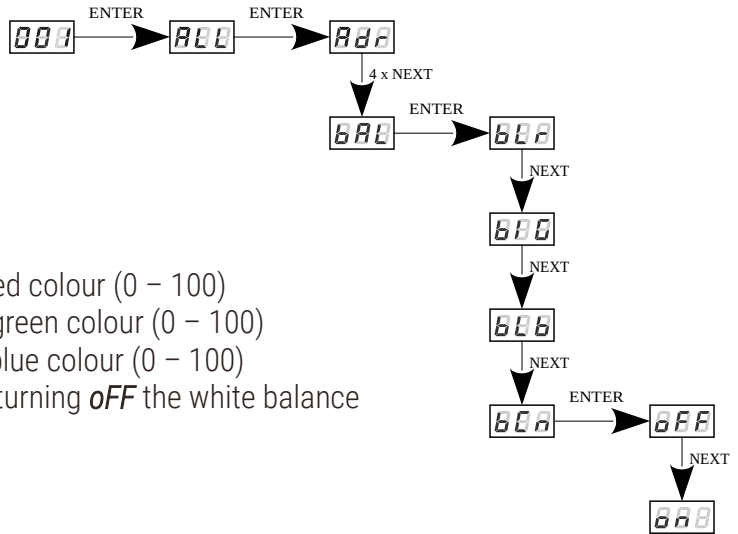 ENTER ENTER
001 ALL Adr
4 x NEXT
ENTER
bAL bLr
NEXT
bLG
NEXT
bLb
NEXT
ENTER
bCn oFF
NEXT
on
ed colour (0 – 100)
green colour (0 – 100)
blue colour (0 – 100)
turning oFF the white balance